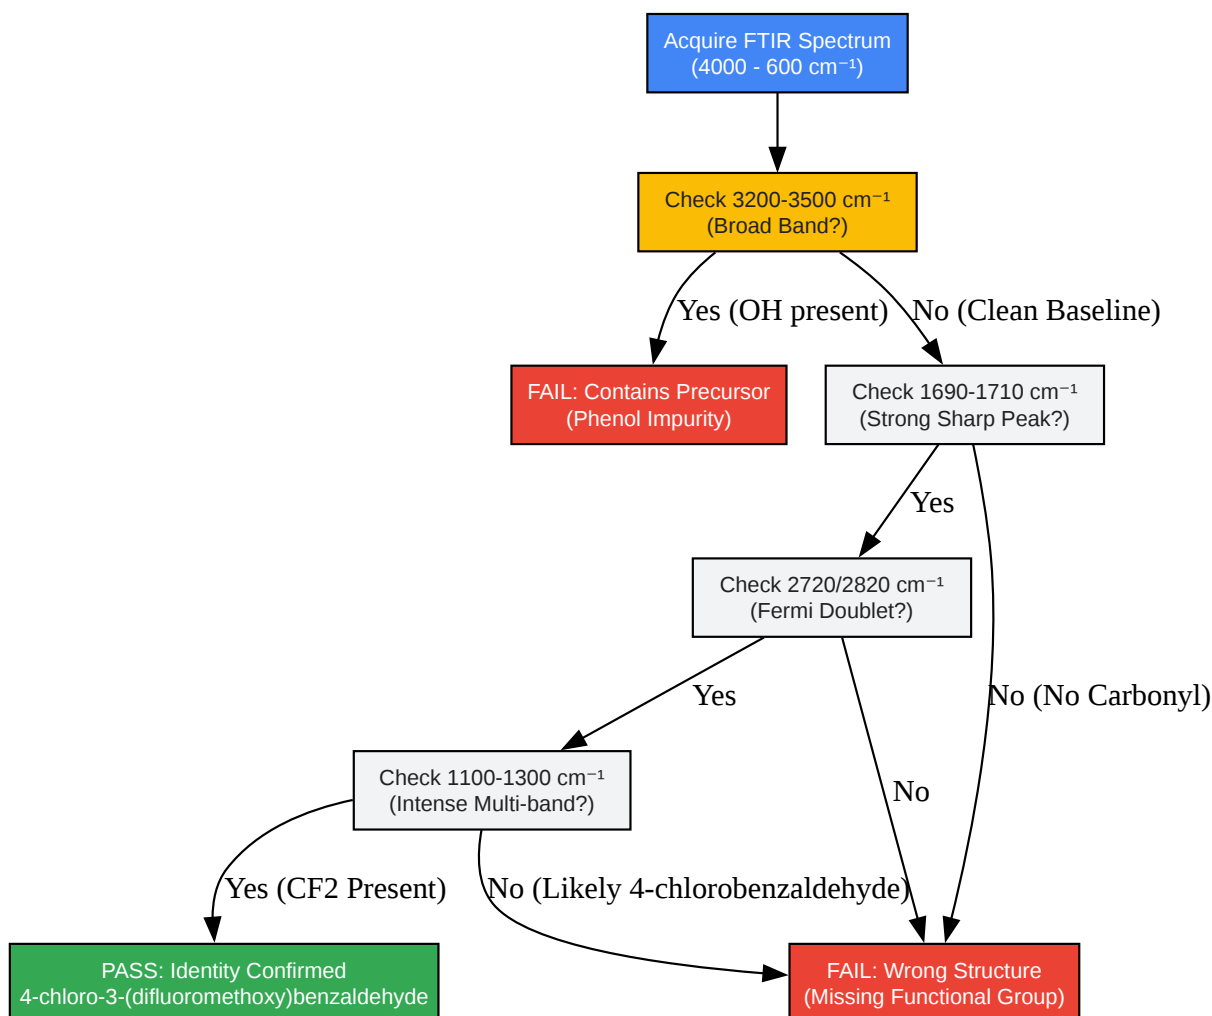 Acquire FTIR Spectrum
(4000 - 600 cm⁻¹)
Check 3200-3500 cm⁻¹
(Broad Band?)
Yes (OH present)
No (Clean Baseline)
FAIL: Contains Precursor
(Phenol Impurity)
Check 1690-1710 cm⁻¹
(Strong Sharp Peak?)
Yes
Check 2720/2820 cm⁻¹
(Fermi Doublet?)
Yes
No (No Carbonyl)
Check 1100-1300 cm⁻¹
(Intense Multi-band?)
No
Yes (CF2 Present)
No (Likely 4-chlorobenzaldehyde)
PASS: Identity Confirmed
4-chloro-3-(difluoromethoxy)benzaldehyde
FAIL: Wrong Structure
(Missing Functional Group)